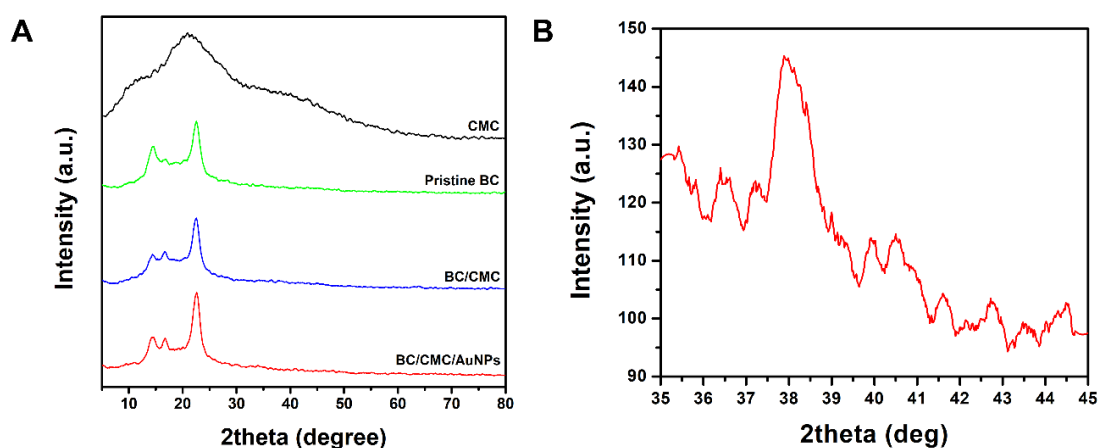 A
Intensity (a.u.)
CMC
Pristine BC
BC/CMC
BC/CMC/AuNPs
10 20 30 40 50 60 70 80
2theta (degree)
B
Intensity (a.u.)
150
140
130
120
110
100
90
35 36 37 38 39 40 41 42 43 44 45
2theta (deg)